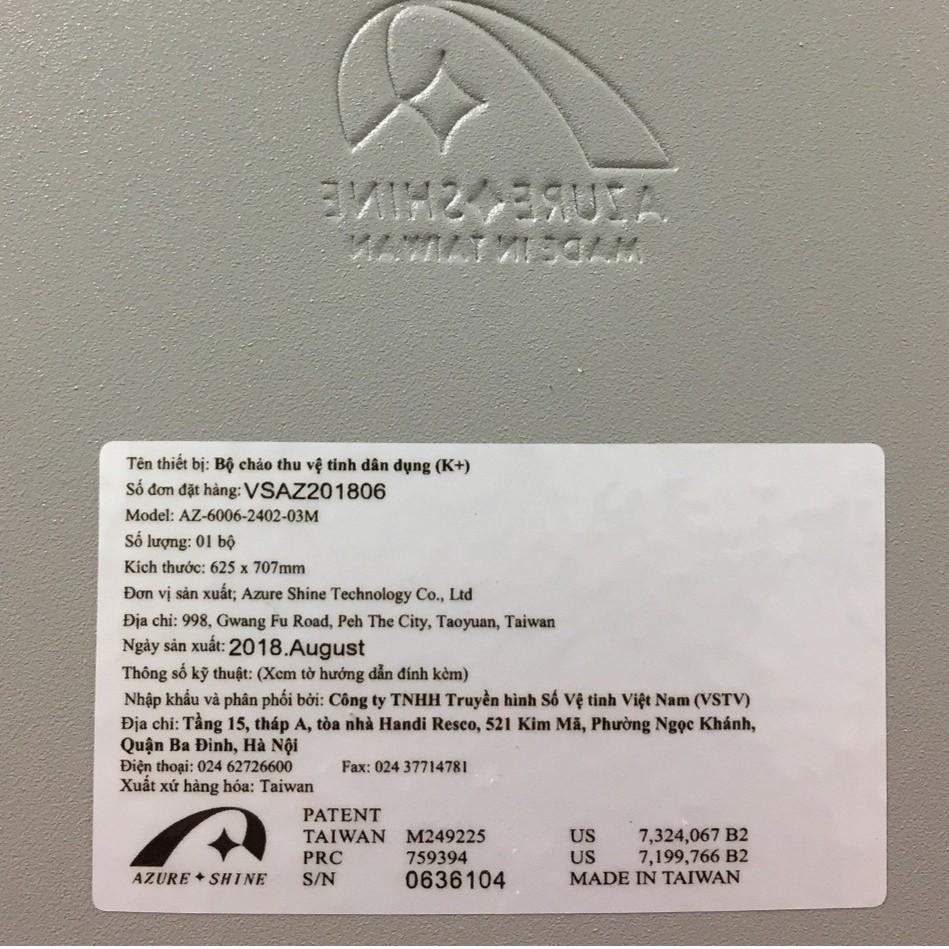 AZURE SHINE
MADE IN TAIWAN
Tên thiết bị: Bộ chảo thu vệ tinh dân dụng (K+)
Số đơn đặt hàng: VSAZ201806
Model: AZ-6006-2402-03M
Số lượng: 01 bộ
Kích thước: 625 x 707mm
Đơn vị sản xuất; Azure Shine Technology Co., Ltd
Địa chỉ: 998, Gwang Fu Road, Peh The City, Taoyuan, Taiwan
Ngày sản xuất: 2018.August
Thông số kỹ thuật: (Xem tờ hướng dẫn đính kèm)
Nhập khẩu và phân phối bởi: Công ty TNHH Truyền hình Số Vệ tinh Việt Nam (VSTV)
Địa chỉ: Tầng 15, tháp A, tòa nhà Handi Resco, 521 Kim Mã, Phường Ngọc Khánh,
Quận Ba Đình, Hà Nội
Điện thoại: 024 62726600 Fax: 024 37714781
Xuất xứ hàng hóa: Taiwan
PATENT
TAIWAN M249225 US 7,324,067 B2
PRC 759394 US 7,199,766 B2
S/N 0636104 MADE IN TAIWAN
AZURE SHINE